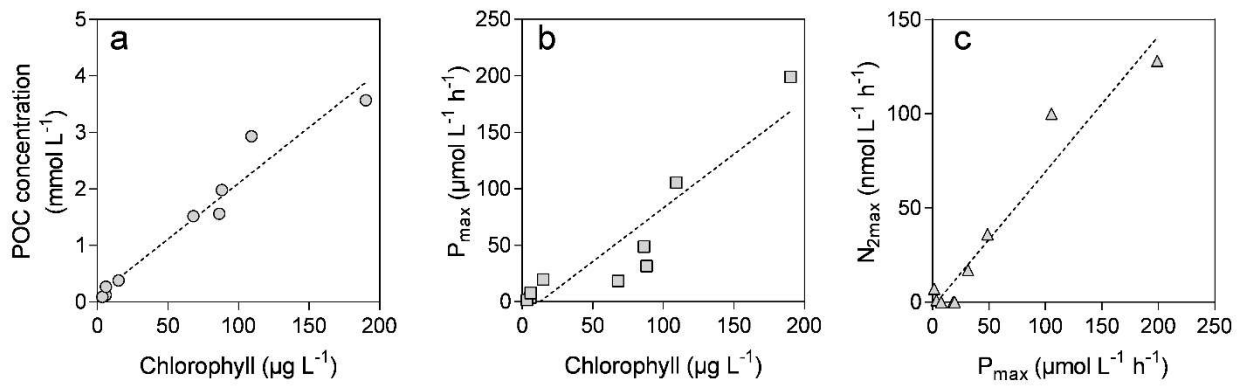 a
POC concentration
(mmol L⁻¹)
5
4
3
2
1
0
0 50 100 150 200
Chlorophyll (µg L⁻¹)
b
Pmax (µmol L⁻¹ h⁻¹)
250
200
150
100
50
0
0 50 100 150 200
Chlorophyll (µg L⁻¹)
c
N2max (nmol L⁻¹ h⁻¹)
150
100
50
0
0 50 100 150 200 250
Pmax (µmol L⁻¹ h⁻¹)